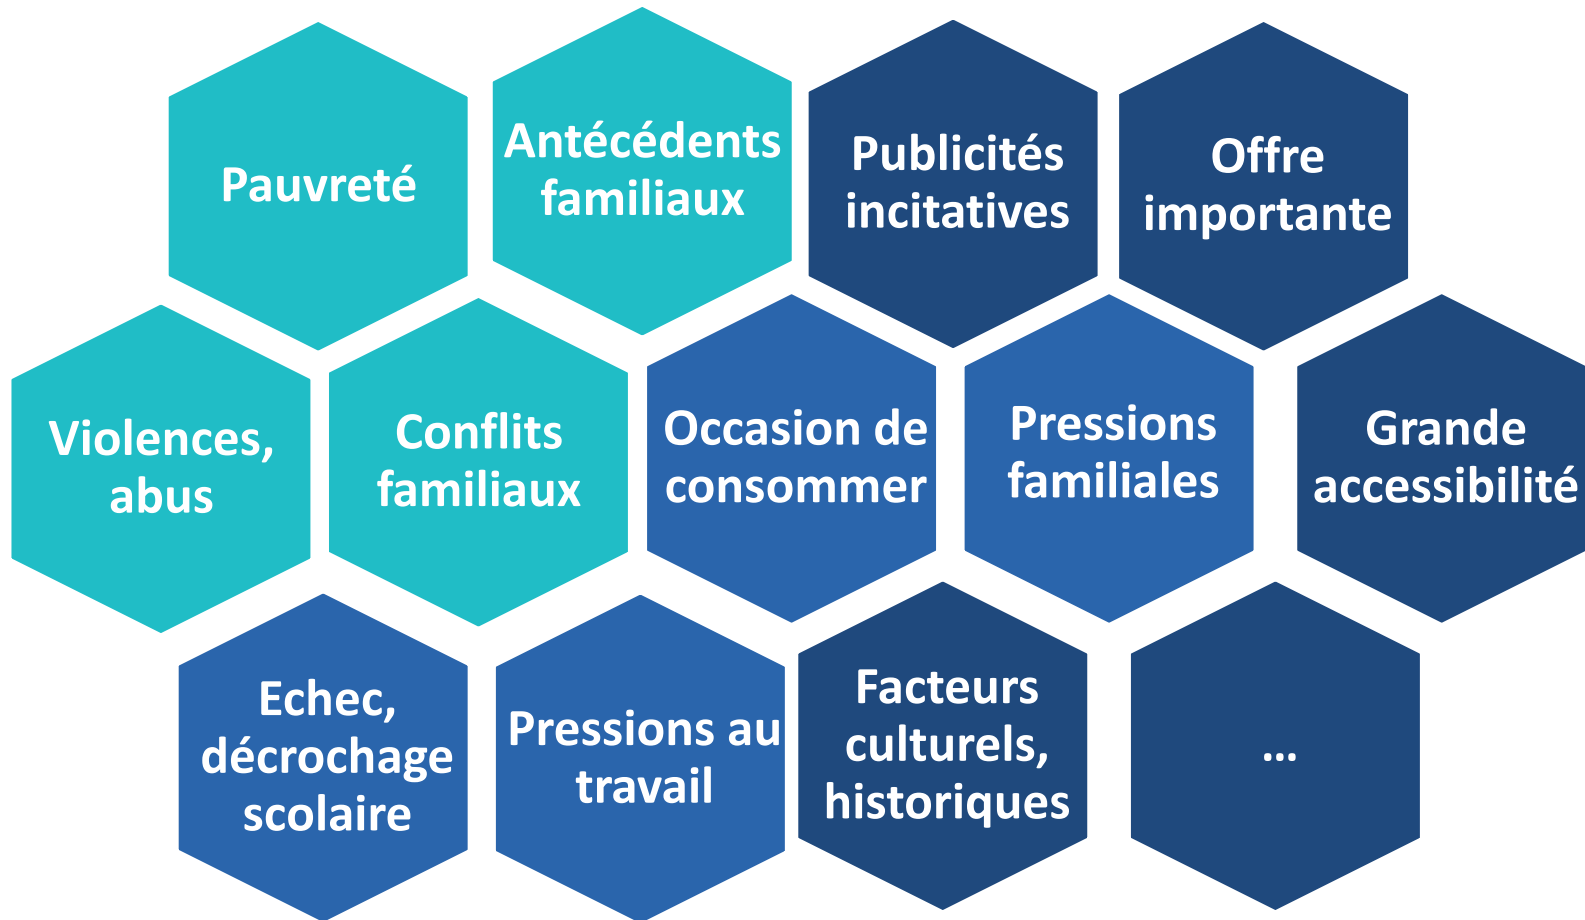 Pauvreté
Antécédents
familiaux
Publicités
incitatives
Offre
importante
Violences,
abus
Conflits
familiaux
Occasion de
consommer
Pressions
familiales
Grande
accessibilité
Echec,
décrochage
scolaire
Pressions au
travail
Facteurs
culturels,
historiques
...